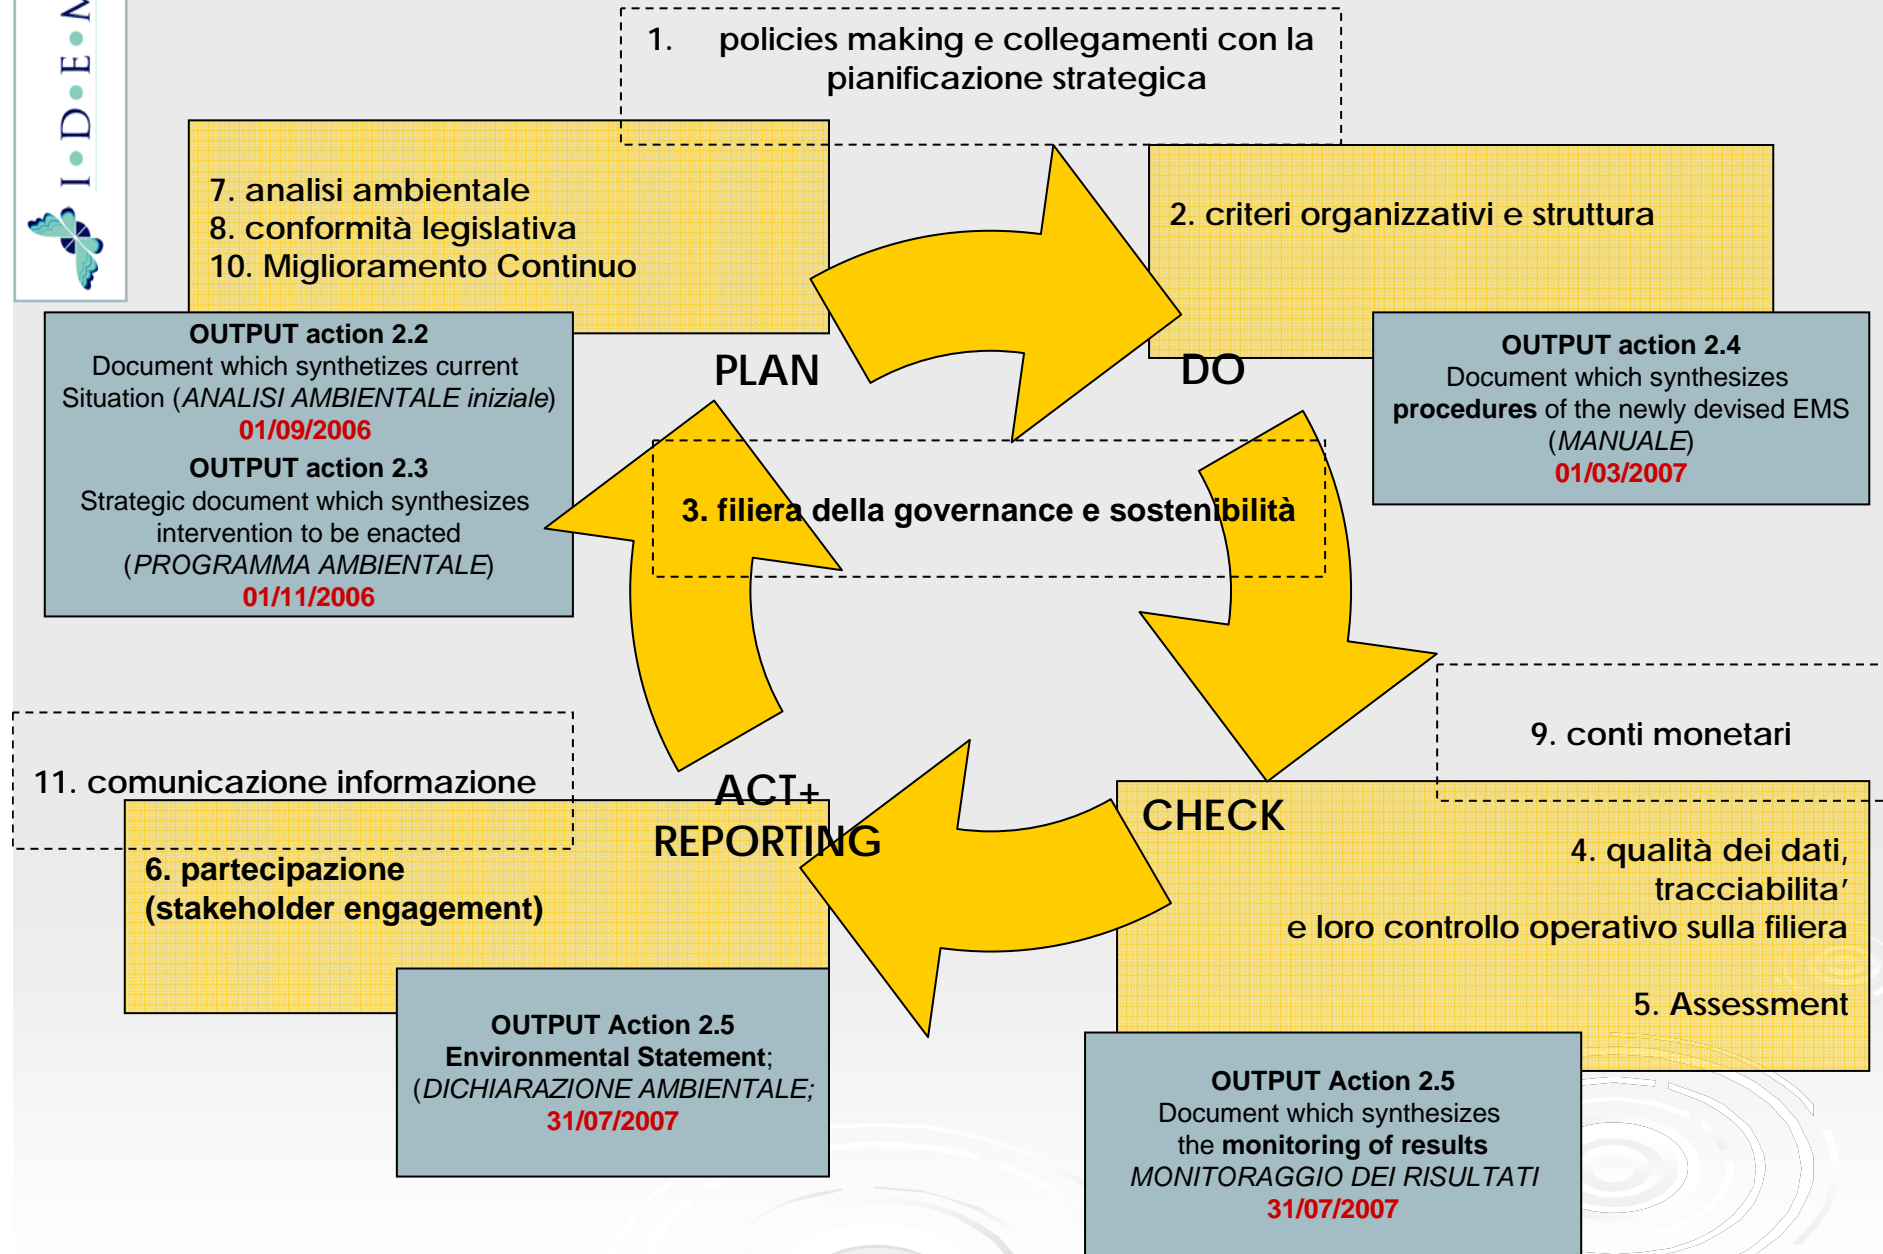 I•D•E•M
1. policies making e collegamenti con la
pianificazione strategica
7. analisi ambientale
8. conformità legislativa
10. Miglioramento Continuo
2. criteri organizzativi e struttura
OUTPUT action 2.2
Document which synthetizes current
Situation (ANALISI AMBIENTALE iniziale)
01/09/2006
OUTPUT action 2.3
Strategic document which synthesizes
intervention to be enacted
(PROGRAMMA AMBIENTALE)
01/11/2006
PLAN
DO
OUTPUT action 2.4
Document which synthesizes
procedures of the newly devised EMS
(MANUALE)
01/03/2007
3. filiera della governance e sostenibilità
9. conti monetari
11. comunicazione informazione
ACT+
REPORTING
CHECK
6. partecipazione
(stakeholder engagement)
4. qualità dei dati,
tracciabilita'
e loro controllo operativo sulla filiera
5. Assessment
OUTPUT Action 2.5
Environmental Statement;
(DICHIARAZIONE AMBIENTALE;
31/07/2007
OUTPUT Action 2.5
Document which synthesizes
the monitoring of results
MONITORAGGIO DEI RISULTATI
31/07/2007